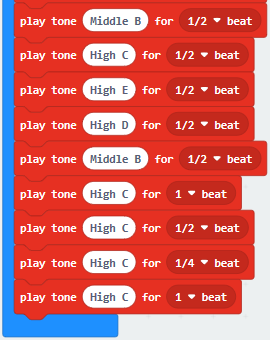 play tone Middle B for 1/2 beat
play tone High C for 1/2 beat
play tone High E for 1/2 beat
play tone High D for 1/2 beat
play tone Middle B for 1/2 beat
play tone High C for 1 beat
play tone High C for 1/2 beat
play tone High C for 1/4 beat
play tone High C for 1 beat